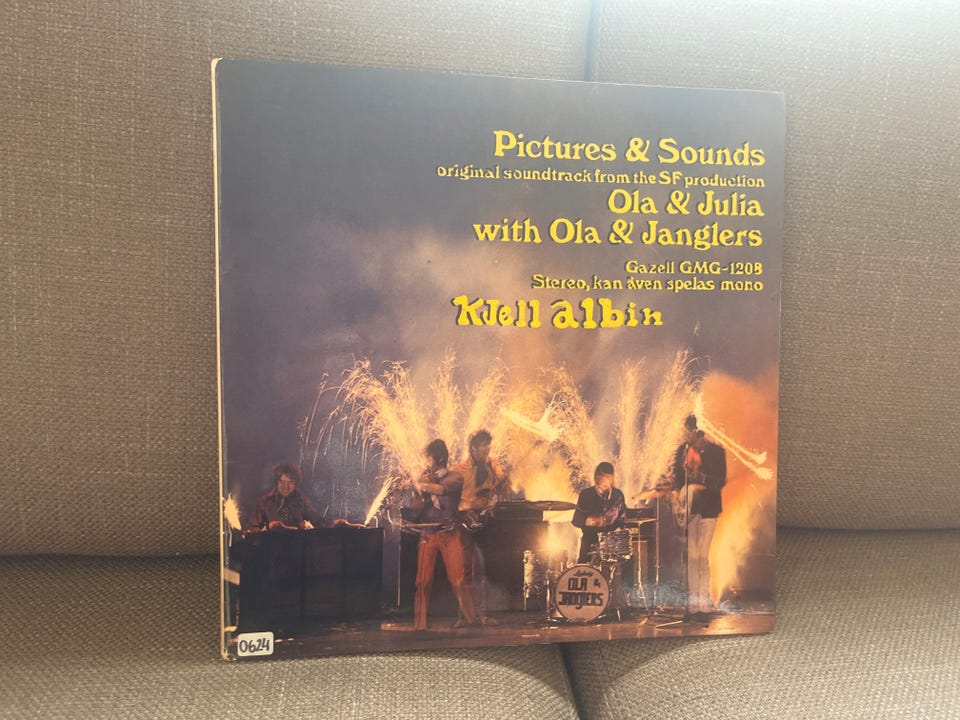 Pictures & Sounds
original soundtrack from the SF production
Ola & Julia
with Ola & Janglers
Gazell GMG-1208
Stereo, kan även spelas mono
KJell albin
Ludwig
OLA &
JANGLERS
0624